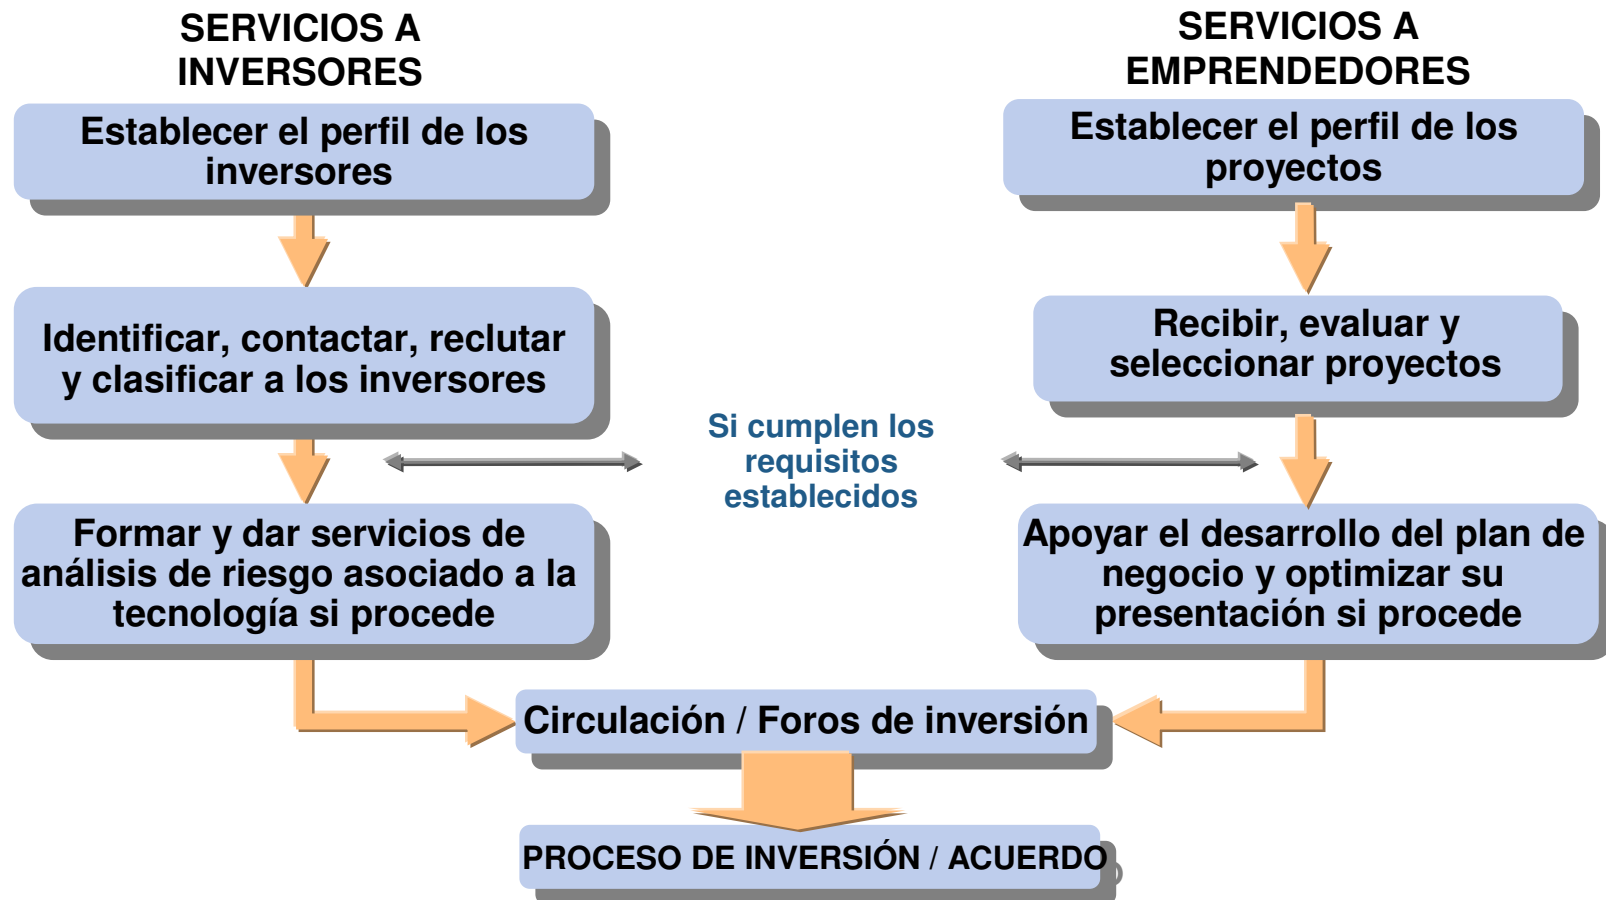 SERVICIOS A
INVERSORES
Establecer el perfil de los
inversores
Identificar, contactar, reclutar
y clasificar a los inversores
Formar y dar servicios de
análisis de riesgo asociado a la
tecnología si procede
SERVICIOS A
EMPRENDEDORES
Establecer el perfil de los
proyectos
Recibir, evaluar y
seleccionar proyectos
Apoyar el desarrollo del plan de
negocio y optimizar su
presentación si procede
Si cumplen los
requisitos
establecidos
Circulación / Foros de inversión
PROCESO DE INVERSIÓN / ACUERDO